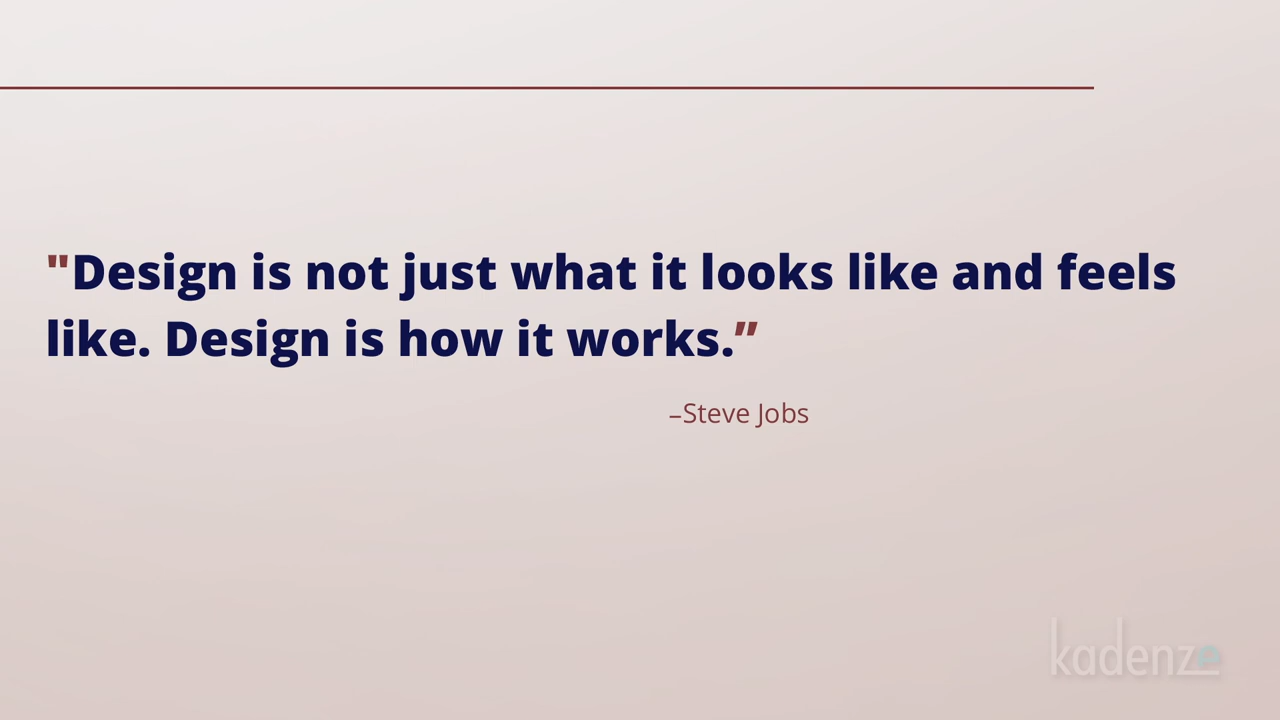 "Design is not just what it looks like and feels
like. Design is how it works.”
–Steve Jobs
kadenze